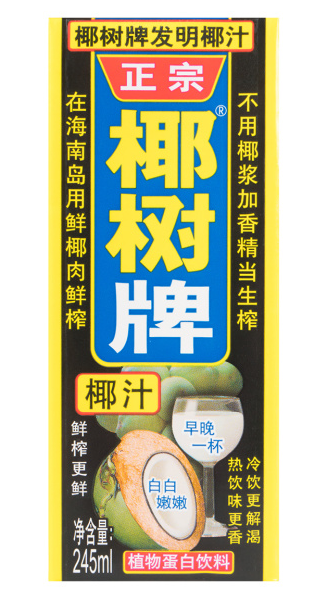 椰树牌发明椰汁
正宗
在海南岛用鲜椰肉鲜榨
椰树牌
®
不用椰浆加香精当生榨
椰汁
鲜榨更鲜
早晚
一杯
白白
嫩嫩
冷饮更解渴
热饮味更香
净含量:
245ml
植物蛋白饮料